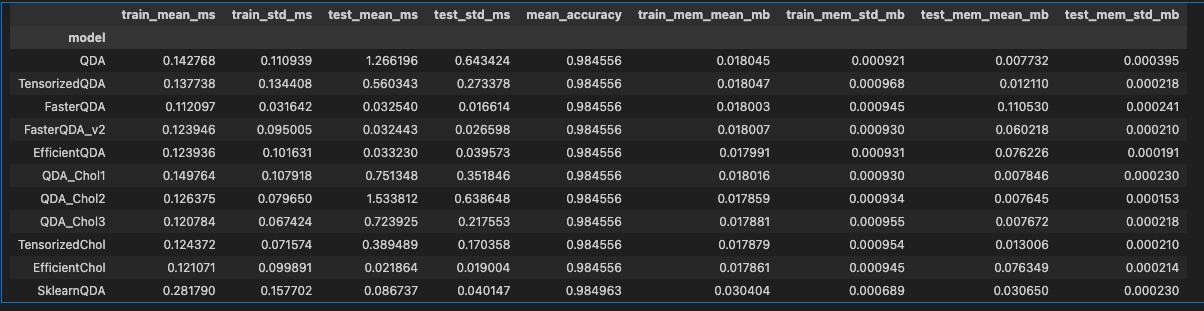 train_mean_ms train_std_ms test_mean_ms test_std_ms mean_accuracy train_mem_mean_mb train_mem_std_mb test_mem_mean_mb test_mem_std_mb
model
QDA 0.142768 0.110939 1.266196 0.643424 0.984556 0.018045 0.000921 0.007732 0.000395
TensorizedQDA 0.137738 0.134408 0.560343 0.273378 0.984556 0.018047 0.000968 0.012110 0.000218
FasterQDA 0.112097 0.031642 0.032540 0.016614 0.984556 0.018003 0.000945 0.110530 0.000241
FasterQDA_v2 0.123946 0.095005 0.032443 0.026598 0.984556 0.018007 0.000930 0.060218 0.000210
EfficientQDA 0.123936 0.101631 0.033230 0.039573 0.984556 0.017991 0.000931 0.076226 0.000191
QDA_Chol1 0.149764 0.107918 0.751348 0.351846 0.984556 0.018016 0.000930 0.007846 0.000230
QDA_Chol2 0.126375 0.079650 1.533812 0.638648 0.984556 0.017859 0.000934 0.007645 0.000153
QDA_Chol3 0.120784 0.067424 0.723925 0.217553 0.984556 0.017881 0.000955 0.007672 0.000218
TensorizedChol 0.124372 0.071574 0.389489 0.170358 0.984556 0.017879 0.000954 0.013006 0.000210
EfficientChol 0.121071 0.099891 0.021864 0.019004 0.984556 0.017861 0.000945 0.076349 0.000214
SklearnQDA 0.281790 0.157702 0.086737 0.040147 0.984963 0.030404 0.000689 0.030650 0.000230